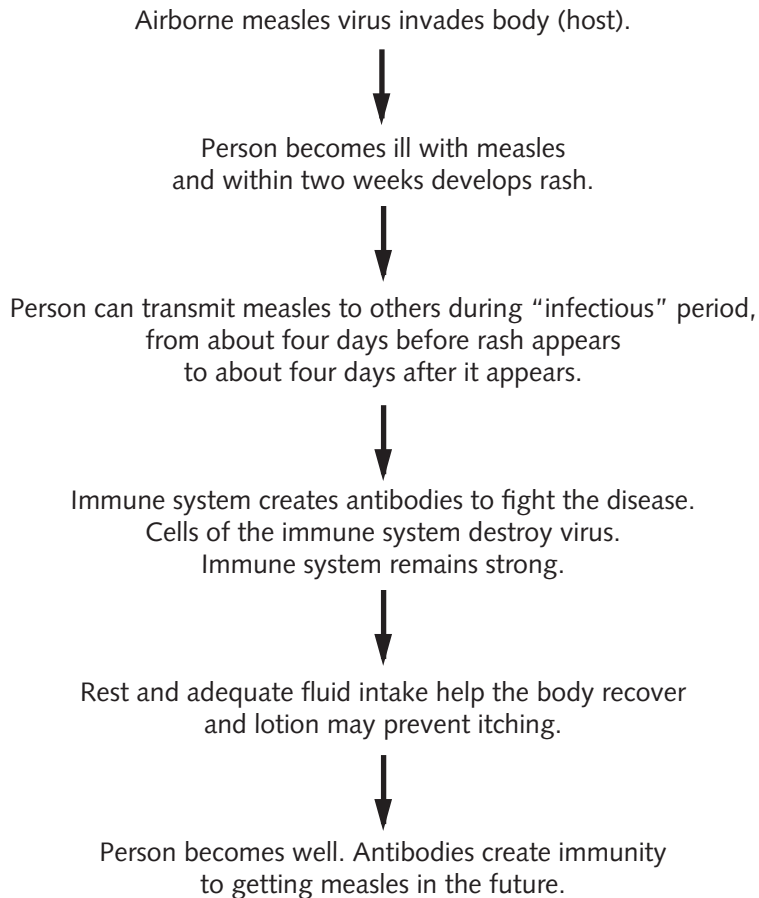 Airborne measles virus invades body (host).
Person becomes ill with measles
and within two weeks develops rash.
Person can transmit measles to others during “infectious” period,
from about four days before rash appears
to about four days after it appears.
Immune system creates antibodies to fight the disease.
Cells of the immune system destroy virus.
Immune system remains strong.
Rest and adequate fluid intake help the body recover
and lotion may prevent itching.
Person becomes well. Antibodies create immunity
to getting measles in the future.